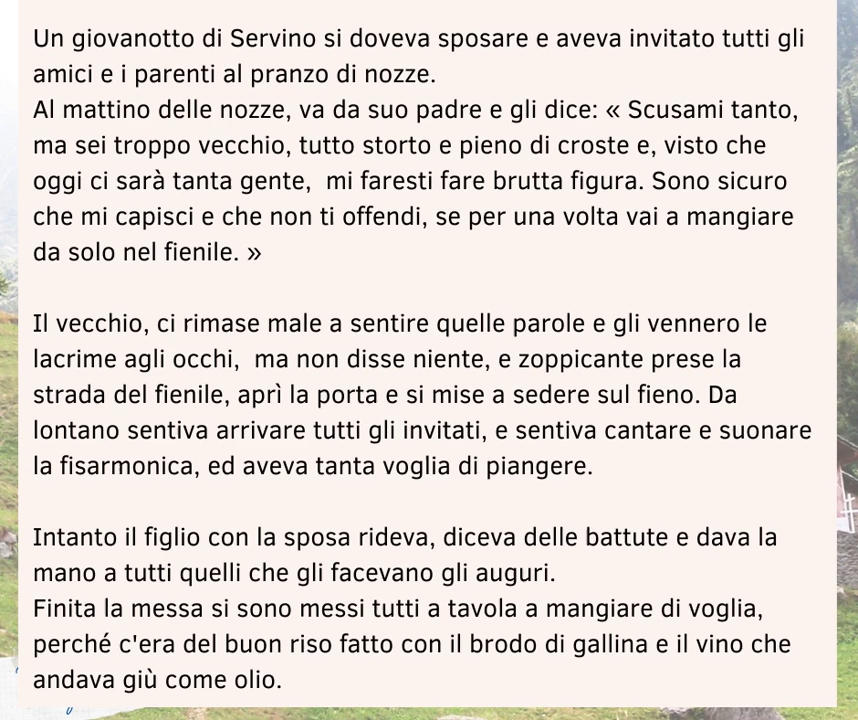 Un giovanotto di Servino si doveva sposare e aveva invitato tutti gli
amici e i parenti al pranzo di nozze.
Al mattino delle nozze, va da suo padre e gli dice: « Scusami tanto,
ma sei troppo vecchio, tutto storto e pieno di croste e, visto che
oggi ci sarà tanta gente,  mi faresti fare brutta figura. Sono sicuro
che mi capisci e che non ti offendi, se per una volta vai a mangiare
da solo nel fienile. »

Il vecchio, ci rimase male a sentire quelle parole e gli vennero le
lacrime agli occhi,  ma non disse niente, e zoppicante prese la
strada del fienile, aprì la porta e si mise a sedere sul fieno. Da
lontano sentiva arrivare tutti gli invitati, e sentiva cantare e suonare
la fisarmonica, ed aveva tanta voglia di piangere.

Intanto il figlio con la sposa rideva, diceva delle battute e dava la
mano a tutti quelli che gli facevano gli auguri.
Finita la messa si sono messi tutti a tavola a mangiare di voglia,
perché c'era del buon riso fatto con il brodo di gallina e il vino che
andava giù come olio.